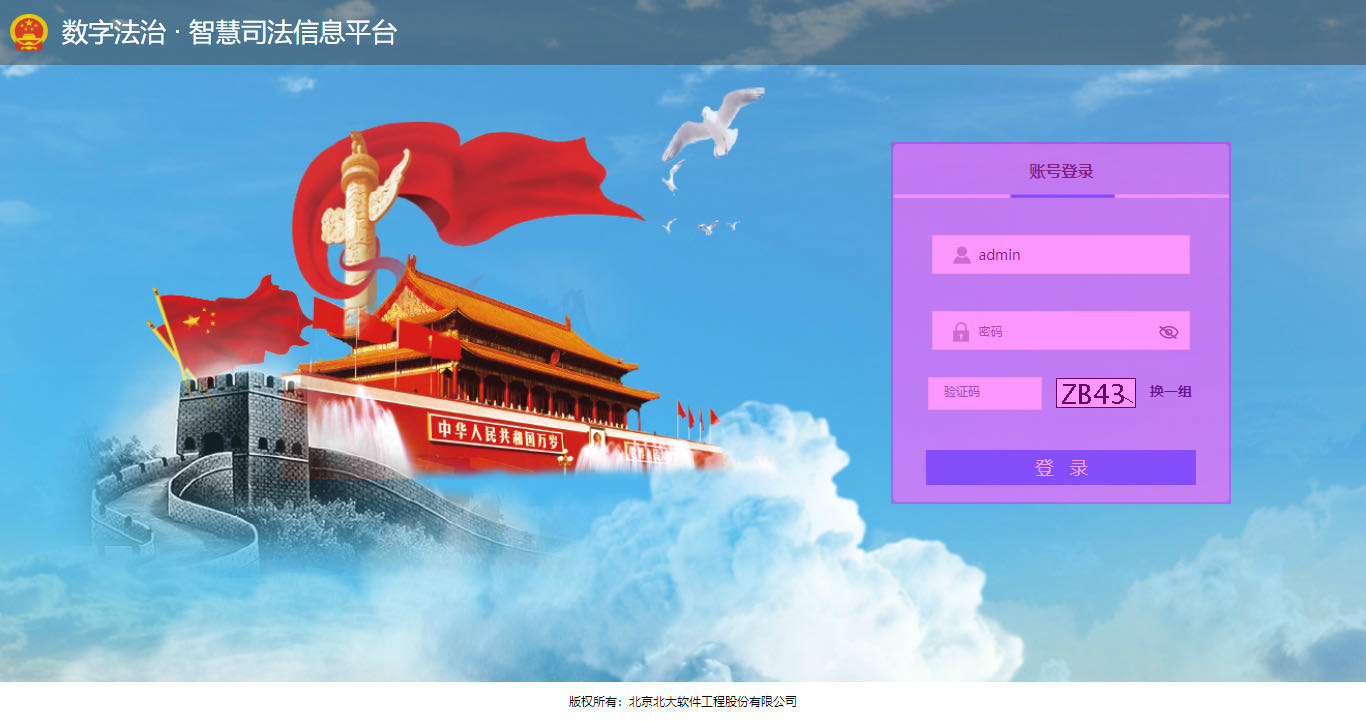 数字法治 · 智慧司法信息平台
账号登录
admin
密码
验证码 ZB43 换一组
登 录
中华人民共和国万岁
版权所有：北京北大软件工程股份有限公司